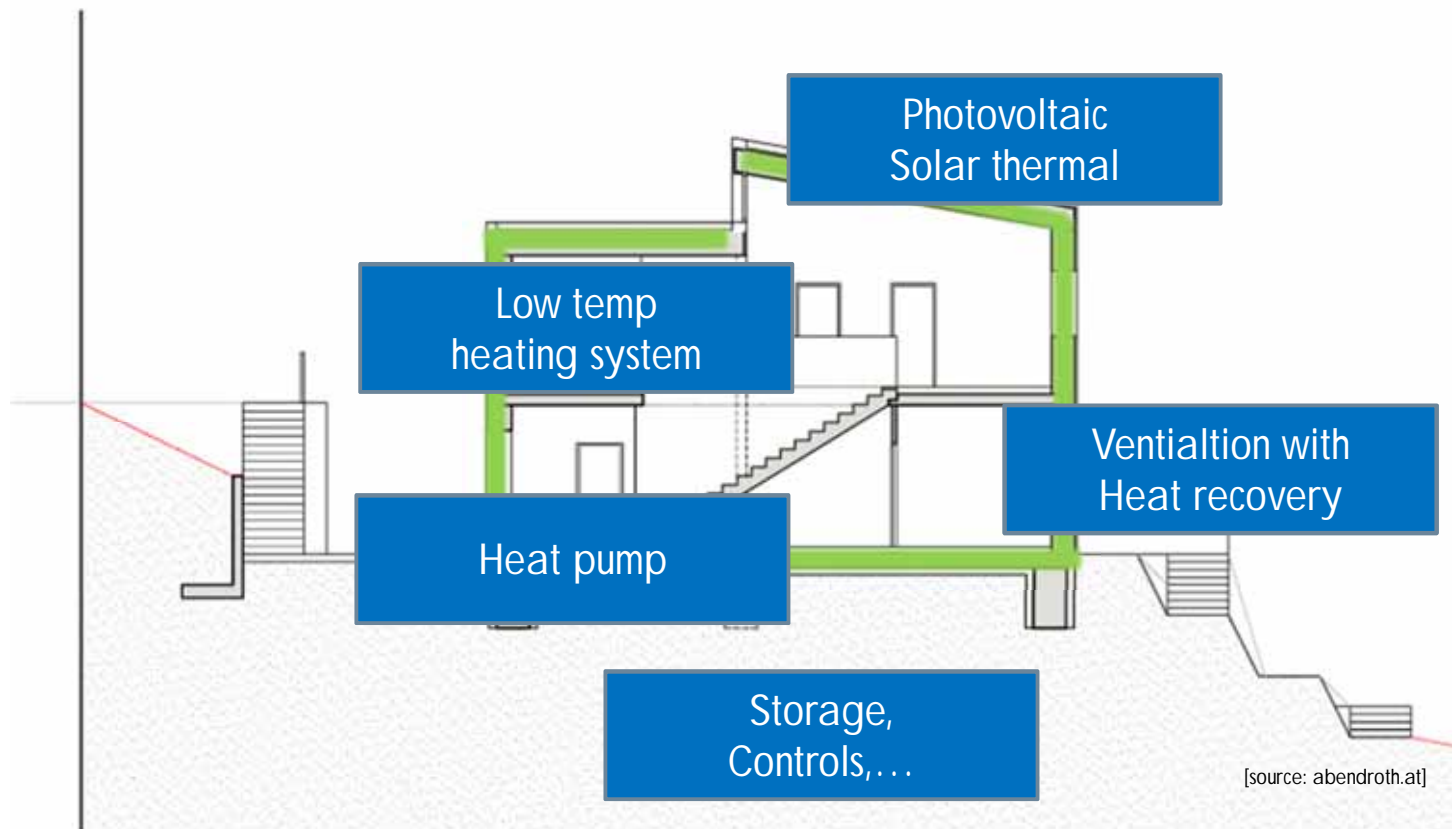 Photovoltaic
Solar thermal
Low temp
heating system
Ventialtion with
Heat recovery
Heat pump
Storage,
Controls,…
[source: abendroth.at]